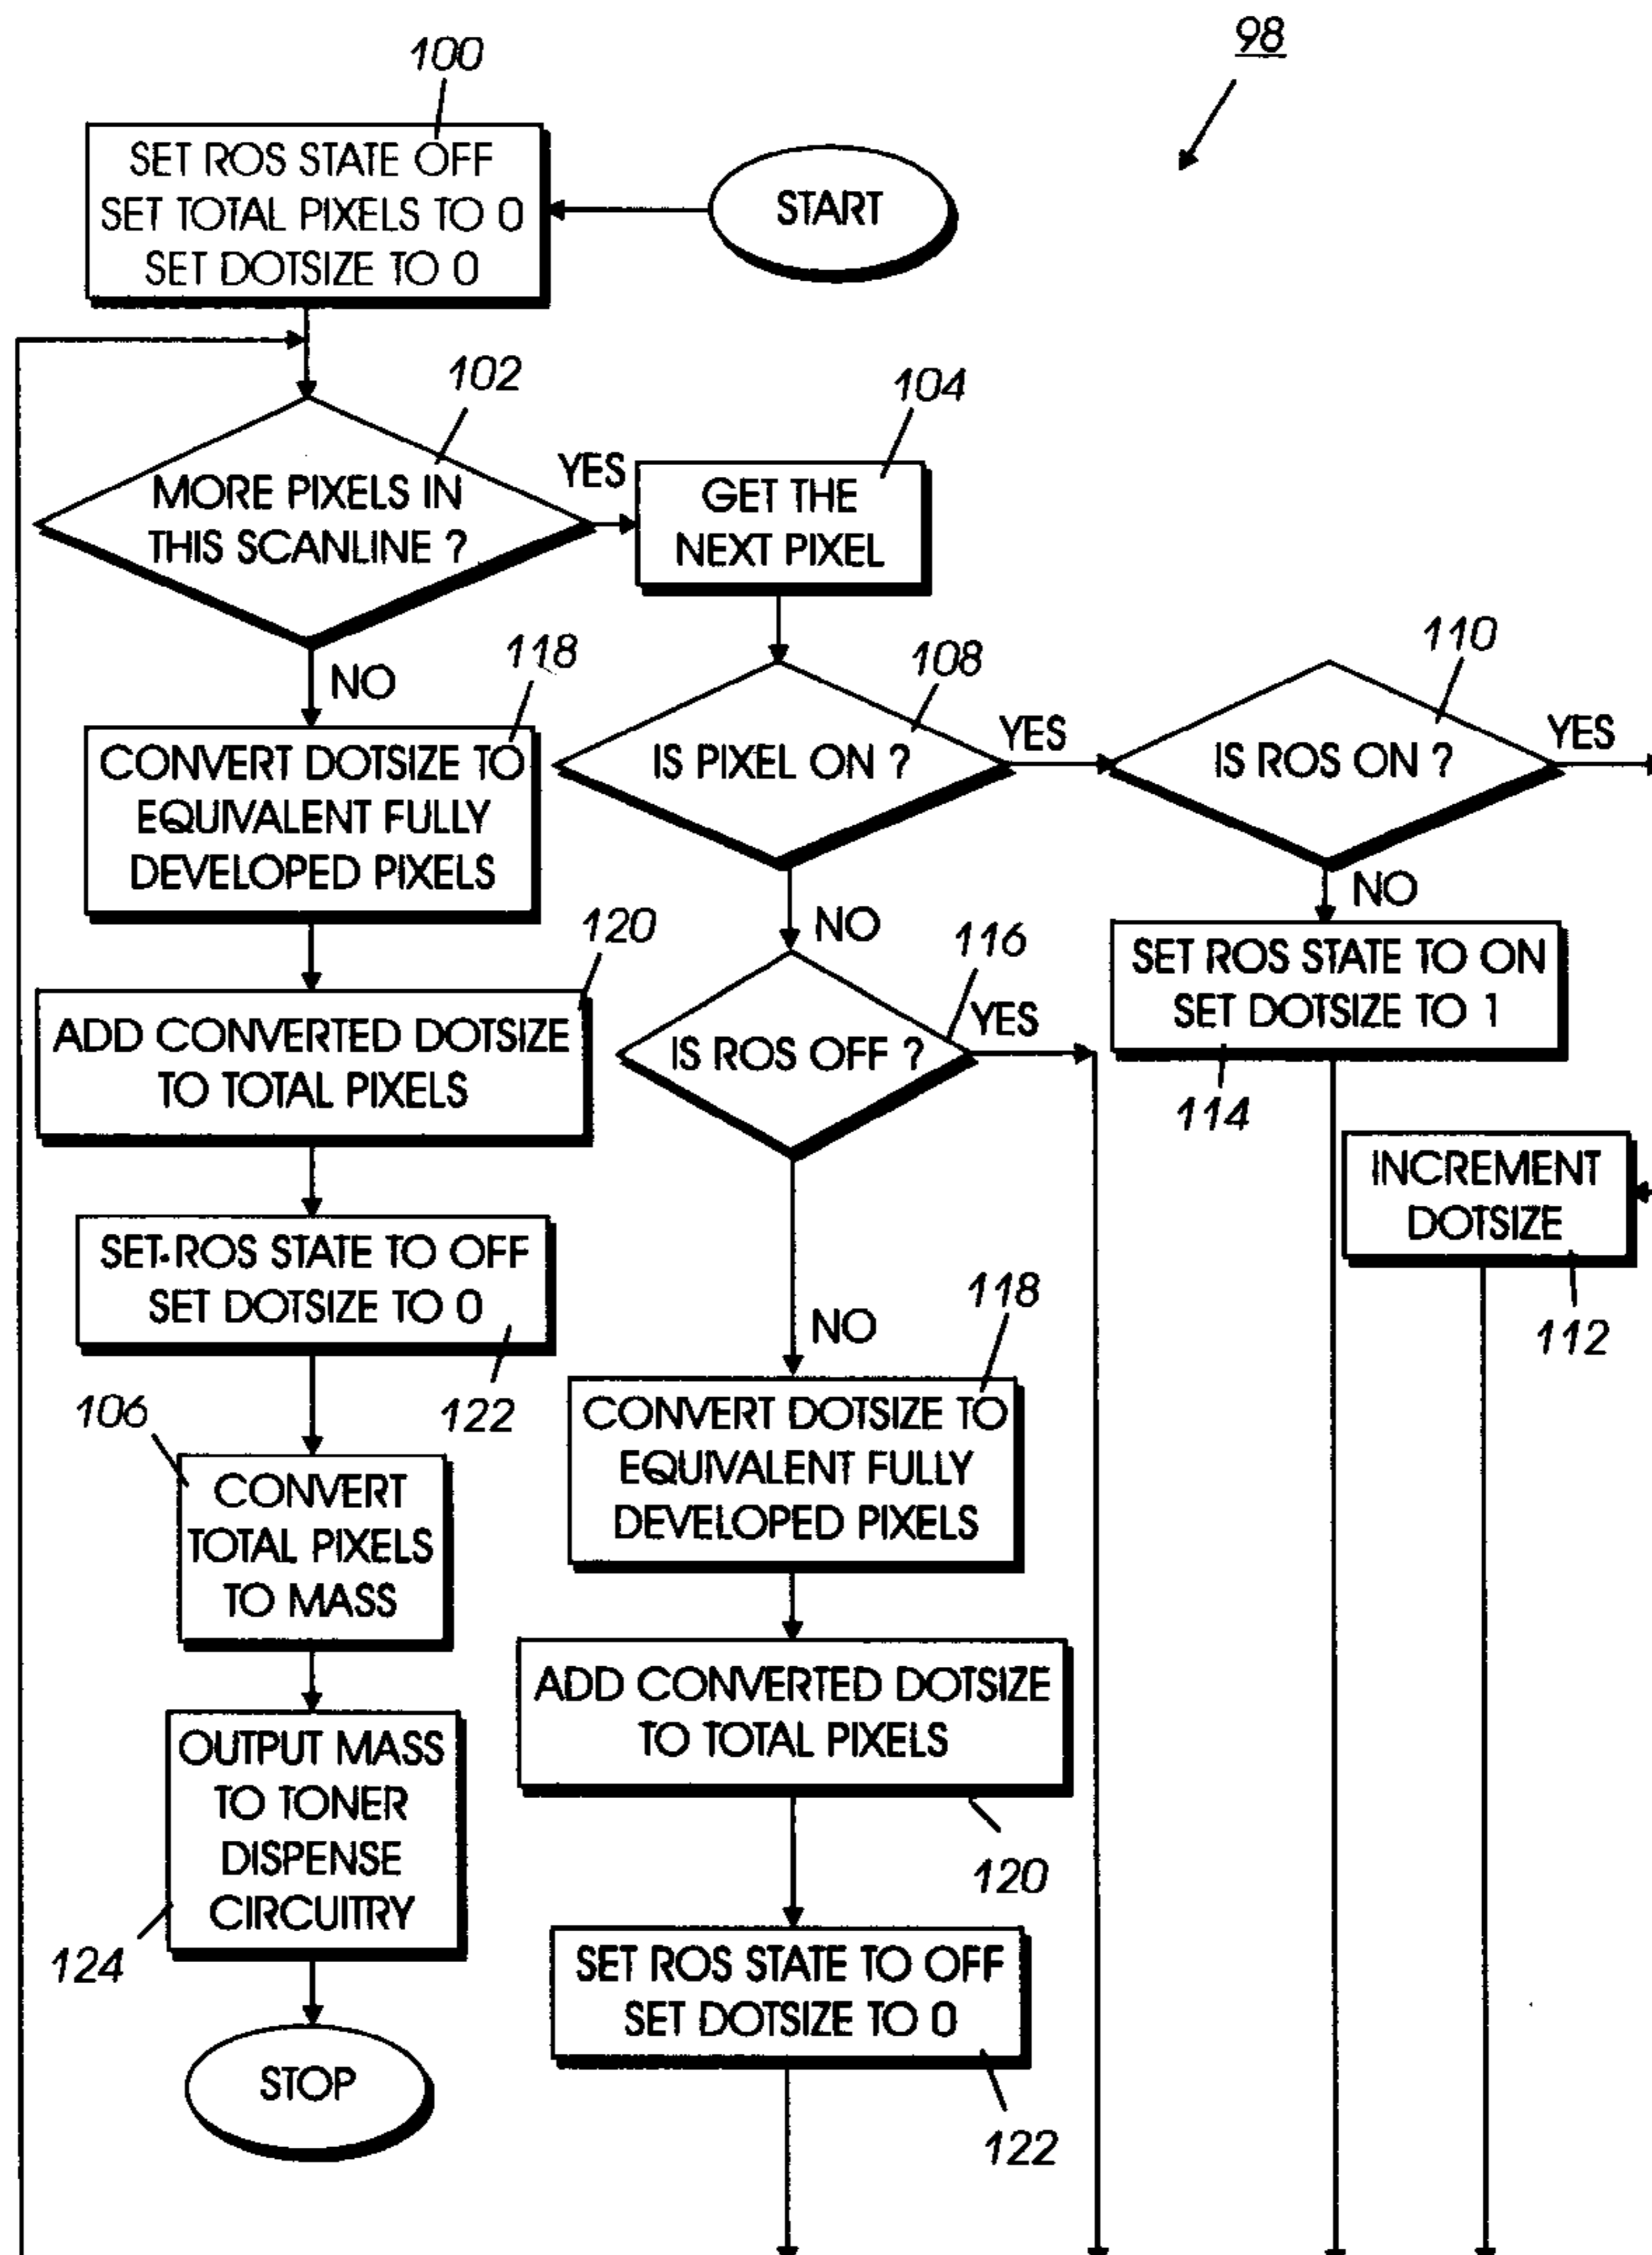 98
100
SET ROS STATE OFF
SET TOTAL PIXELS TO 0
SET DOTSIZE TO 0
START
102
MORE PIXELS IN
THIS SCANLINE ?
YES
104
GET THE
NEXT PIXEL
NO
108
IS PIXEL ON ?
YES
110
IS ROS ON ?
YES
NO
114
SET ROS STATE TO ON
SET DOTSIZE TO 1
INCREMENT
DOTSIZE
112
NO
116
IS ROS OFF ?
YES
NO
118
CONVERT DOTSIZE TO
EQUIVALENT FULLY
DEVELOPED PIXELS
ADD CONVERTED DOTSIZE
TO TOTAL PIXELS
120
SET ROS STATE TO OFF
SET DOTSIZE TO 0
122
118
CONVERT DOTSIZE TO
EQUIVALENT FULLY
DEVELOPED PIXELS
120
ADD CONVERTED DOTSIZE
TO TOTAL PIXELS
SET ROS STATE TO OFF
SET DOTSIZE TO 0
122
106
CONVERT
TOTAL PIXELS
TO MASS
OUTPUT MASS
TO TONER
DISPENSE
CIRCUITRY
124
STOP